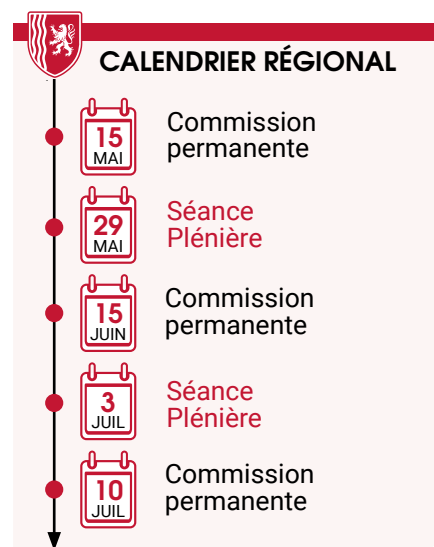 CALENDRIER RÉGIONAL
15
MAI
Commission
permanente
29
MAI
Séance
Plénière
15
JUIN
Commission
permanente
3
JUIL
Séance
Plénière
10
JUIL
Commission
permanente